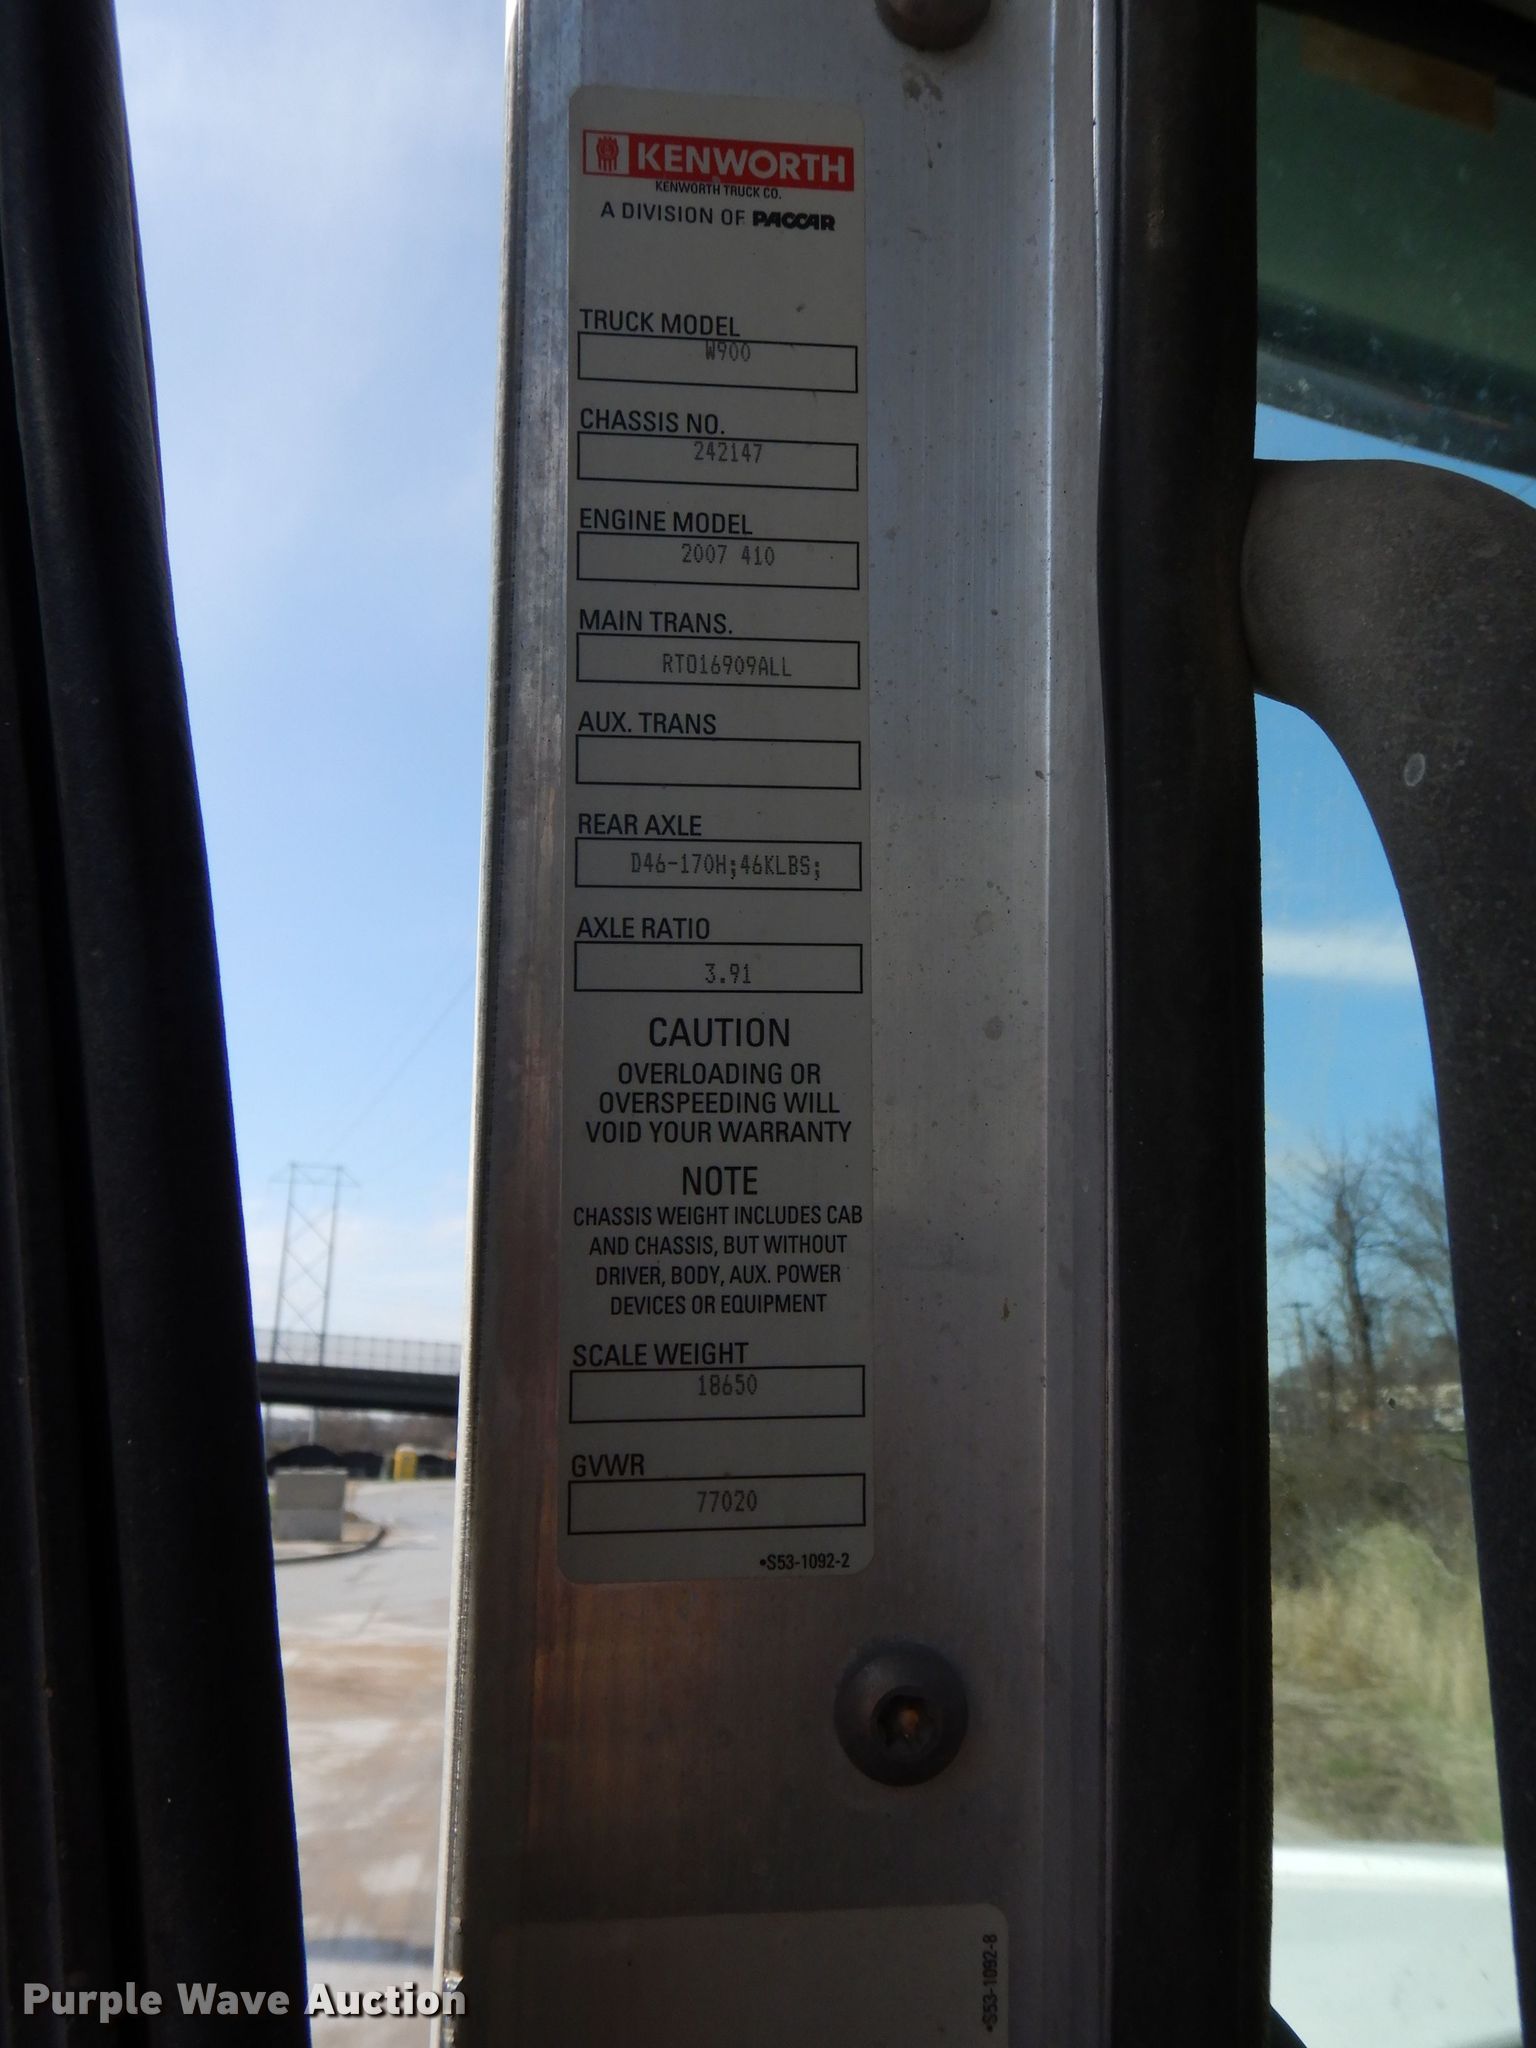 KENWORTH
KENWORTH TRUCK CO.
A DIVISION OF PACCAR
TRUCK MODEL
W900
CHASSIS NO.
242147
ENGINE MODEL
2007 410
MAIN TRANS.
RTO16909ALL
AUX. TRANS
REAR AXLE
D46-170H;46KLBS;
AXLE RATIO
3.91
CAUTION
OVERLOADING OR
OVERSPEEDING WILL
VOID YOUR WARRANTY
NOTE
CHASSIS WEIGHT INCLUDES CAB
AND CHASSIS, BUT WITHOUT
DRIVER, BODY, AUX. POWER
DEVICES OR EQUIPMENT
SCALE WEIGHT
18650
GVWR
77020
•S53-1092-2
•S53-1092-8
Purple Wave Auction